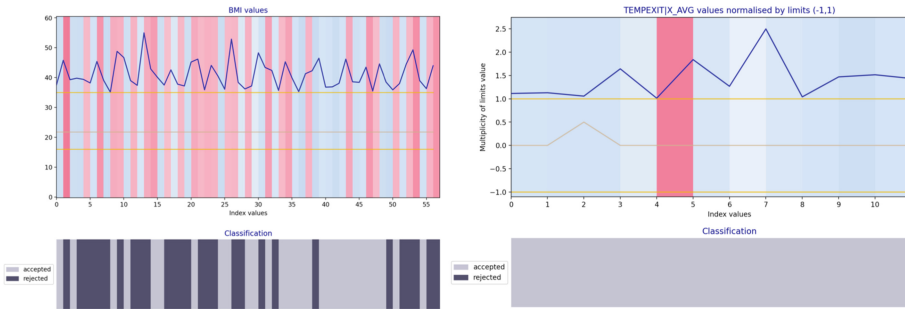 BMI values
60
50
40
30
20
10
0
0 5 10 15 20 25 30 35 40 45 50 55
Index values
Classification
accepted
rejected
TEMPEXIT|X_AVG values normalised by limits (-1,1)
Multiplicity of limits value
2.5
2.0
1.5
1.0
0.5
0.0
−0.5
−1.0
0 1 2 3 4 5 6 7 8 9 10
Index values
Classification
accepted
rejected